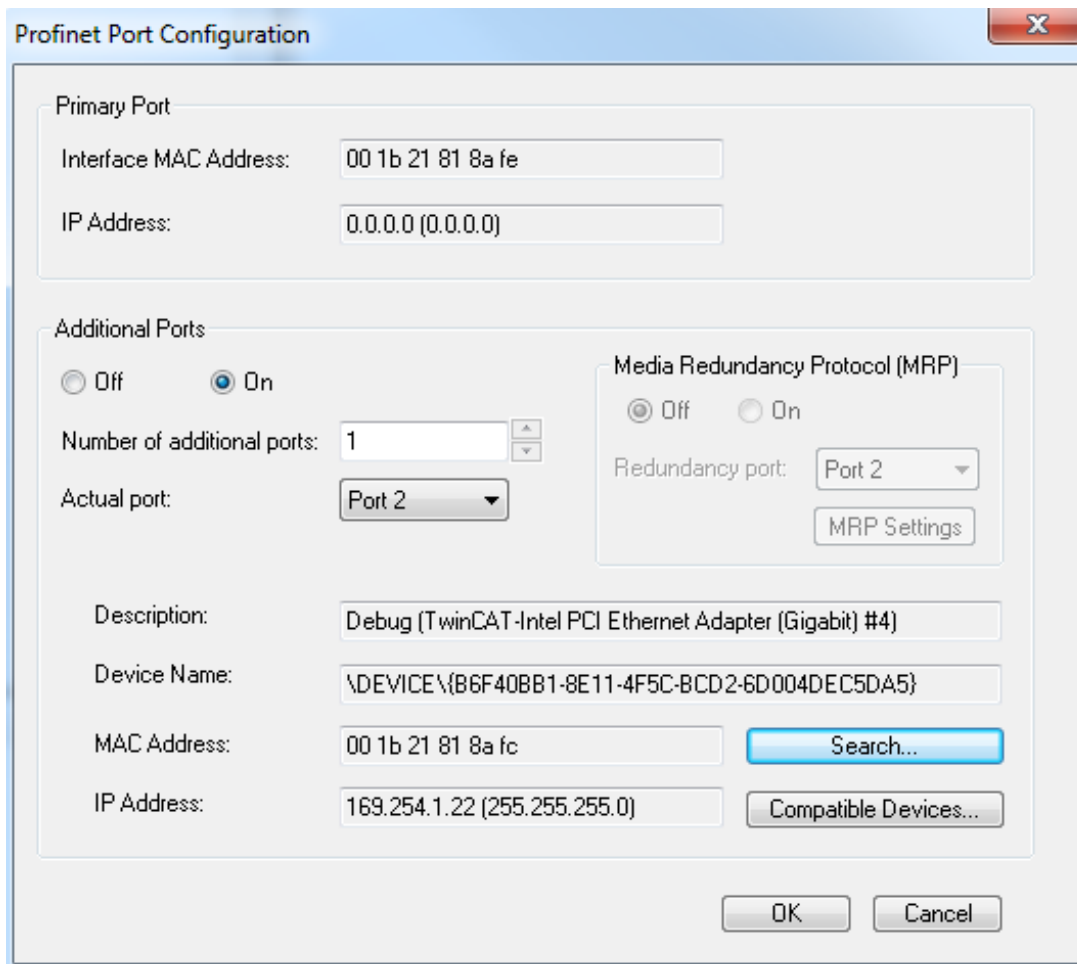 Profinet Port Configuration
Primary Port
Interface MAC Address: 00 1b 21 81 8a fe
IP Address: 0.0.0.0 (0.0.0.0)
Additional Ports
Off On
Number of additional ports: 1
Actual port: Port 2
Media Redundancy Protocol (MRP)
Off On
Redundancy port: Port 2
MRP Settings
Description: Debug (TwinCAT-Intel PCI Ethernet Adapter (Gigabit) #4)
Device Name: \DEVICE\{B6F40BB1-8E11-4F5C-BCD2-6D004DEC5DA5}
MAC Address: 00 1b 21 81 8a fc Search...
IP Address: 169.254.1.22 (255.255.255.0) Compatible Devices...
OK Cancel